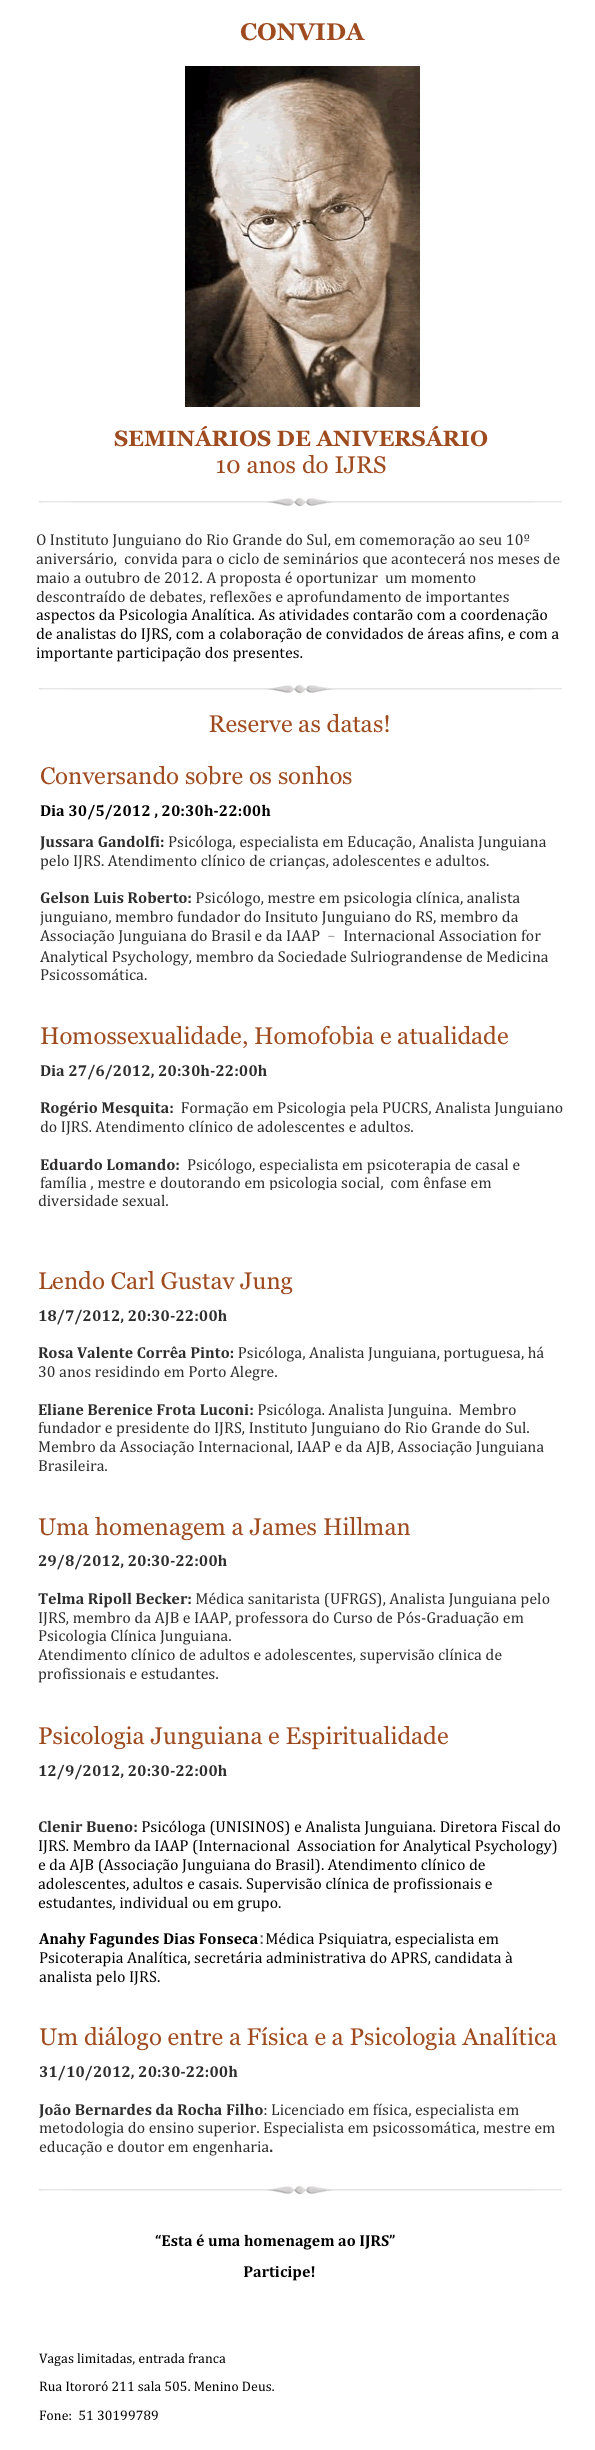 CONVIDA
SEMINÁRIOS DE ANIVERSÁRIO
10 anos do IJRS
O Instituto Junguiano do Rio Grande do Sul, em comemoração ao seu 10º
aniversário,  convida para o ciclo de seminários que acontecerá nos meses de
maio a outubro de 2012. A proposta é oportunizar  um momento
descontraído de debates, reflexões e aprofundamento de importantes
aspectos da Psicologia Analítica. As atividades contarão com a coordenação
de analistas do IJRS, com a colaboração de convidados de áreas afins, e com a
importante participação dos presentes.
Reserve as datas!
Conversando sobre os sonhos
Dia 30/5/2012 , 20:30h-22:00h
Jussara Gandolfi: Psicóloga, especialista em Educação, Analista Junguiana
pelo IJRS. Atendimento clínico de crianças, adolescentes e adultos.
Gelson Luis Roberto: Psicólogo, mestre em psicologia clínica, analista
junguiano, membro fundador do Insituto Junguiano do RS, membro da
Associação Junguiana do Brasil e da IAAP – Internacional Association for
Analytical Psychology, membro da Sociedade Sulriograndense de Medicina
Psicossomática.
Homossexualidade, Homofobia e atualidade
Dia 27/6/2012, 20:30h-22:00h
Rogério Mesquita:  Formação em Psicologia pela PUCRS, Analista Junguiano
do IJRS. Atendimento clínico de adolescentes e adultos.
Eduardo Lomando:  Psicólogo, especialista em psicoterapia de casal e
família , mestre e doutorando em psicologia social,  com ênfase em
diversidade sexual.
Lendo Carl Gustav Jung
18/7/2012, 20:30-22:00h
Rosa Valente Corrêa Pinto: Psicóloga, Analista Junguiana, portuguesa, há
30 anos residindo em Porto Alegre.
Eliane Berenice Frota Luconi: Psicóloga. Analista Junguina.  Membro
fundador e presidente do IJRS, Instituto Junguiano do Rio Grande do Sul.
Membro da Associação Internacional, IAAP e da AJB, Associação Junguiana
Brasileira.
Uma homenagem a James Hillman
29/8/2012, 20:30-22:00h
Telma Ripoll Becker: Médica sanitarista (UFRGS), Analista Junguiana pelo
IJRS, membro da AJB e IAAP, professora do Curso de Pós-Graduação em
Psicologia Clínica Junguiana.
Atendimento clínico de adultos e adolescentes, supervisão clínica de
profissionais e estudantes.
Psicologia Junguiana e Espiritualidade
12/9/2012, 20:30-22:00h
Clenir Bueno: Psicóloga (UNISINOS) e Analista Junguiana. Diretora Fiscal do
IJRS. Membro da IAAP (Internacional  Association for Analytical Psychology)
e da AJB (Associação Junguiana do Brasil). Atendimento clínico de
adolescentes, adultos e casais. Supervisão clínica de profissionais e
estudantes, individual ou em grupo.
Anahy Fagundes Dias Fonseca: Médica Psiquiatra, especialista em
Psicoterapia Analítica, secretária administrativa do APRS, candidata à
analista pelo IJRS.
Um diálogo entre a Física e a Psicologia Analítica
31/10/2012, 20:30-22:00h
João Bernardes da Rocha Filho: Licenciado em física, especialista em
metodologia do ensino superior. Especialista em psicossomática, mestre em
educação e doutor em engenharia.
“Esta é uma homenagem ao IJRS”
Participe!
Vagas limitadas, entrada franca
Rua Itororó 211 sala 505. Menino Deus.
Fone:  51 30199789